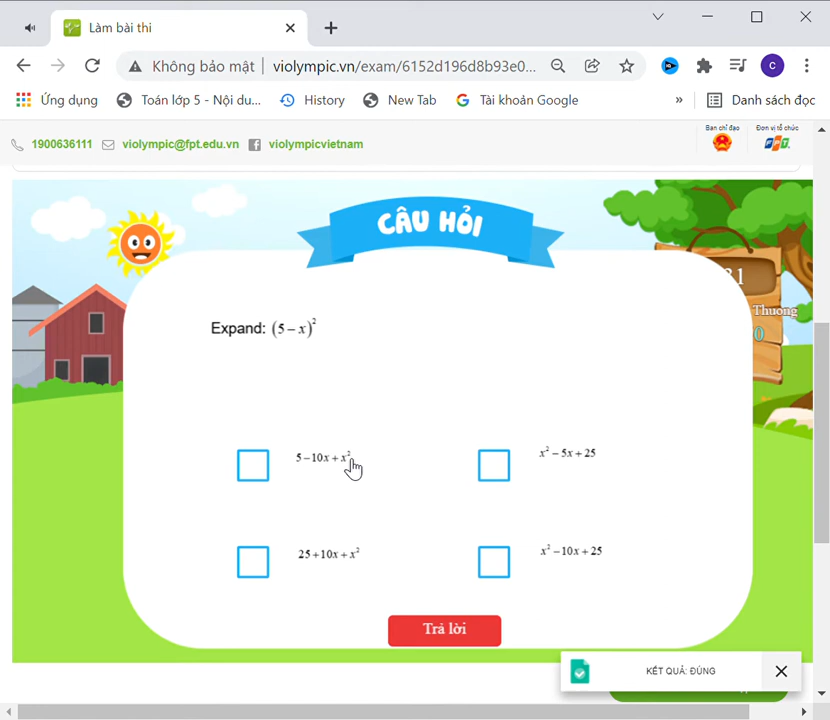 Làm bài thi
Không bảo mật
violympic.vn/exam/6152d196d8b93e0...
C
Ứng dụng
Toán lớp 5 - Nội du...
History
New Tab
Tài khoản Google
»
Danh sách đọc
1900636111
violympic@fpt.edu.vn
violympicvietnam
Ban chỉ đạo
Đơn vị tổ chức
FPT
CÂU HỎI
Thưởng
Expand: (5 − x)²
5 − 10x + x²
x² − 5x + 25
25 + 10x + x²
x² − 10x + 25
Trả lời
KẾT QUẢ: ĐÚNG